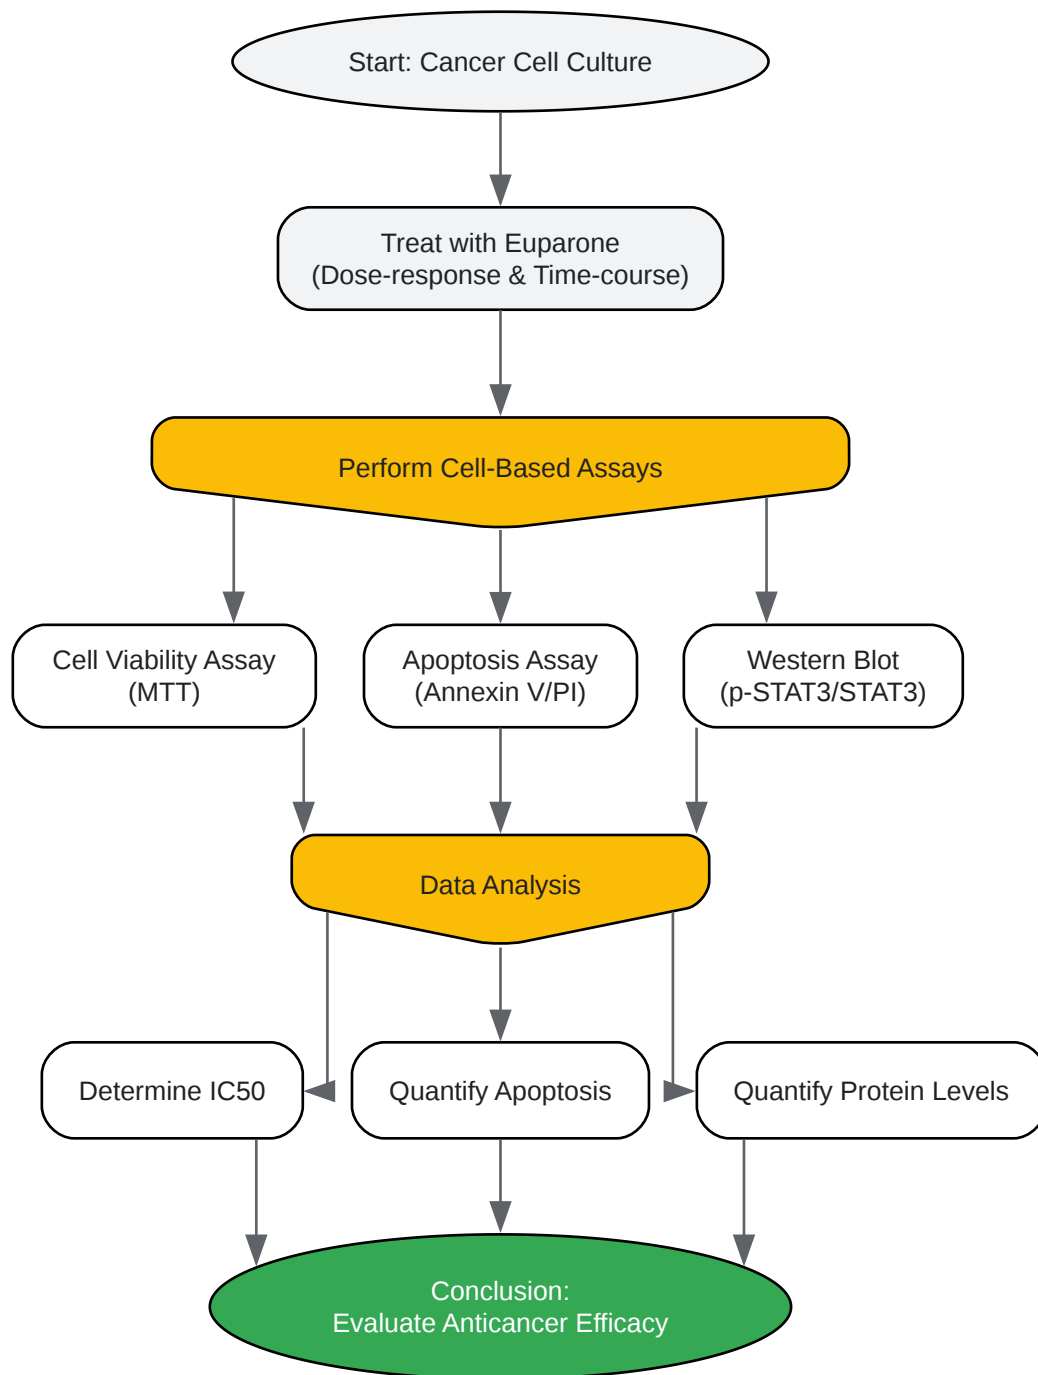 Start: Cancer Cell Culture
Treat with Euparone
(Dose-response & Time-course)
Perform Cell-Based Assays
Cell Viability Assay
(MTT)
Apoptosis Assay
(Annexin V/PI)
Western Blot
(p-STAT3/STAT3)
Data Analysis
Determine IC50
Quantify Apoptosis
Quantify Protein Levels
Conclusion:
Evaluate Anticancer Efficacy